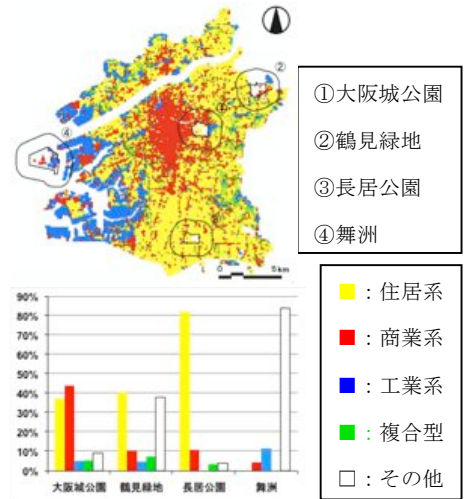 ②
①
④
③
0 5km
①大阪城公園
②鶴見緑地
③長居公園
④舞洲
■：住居系
■：商業系
■：工業系
■：複合型
□：その他
90%
80%
70%
60%
50%
40%
30%
20%
10%
0%
大阪城公園 鶴見緑地 長居公園 舞洲